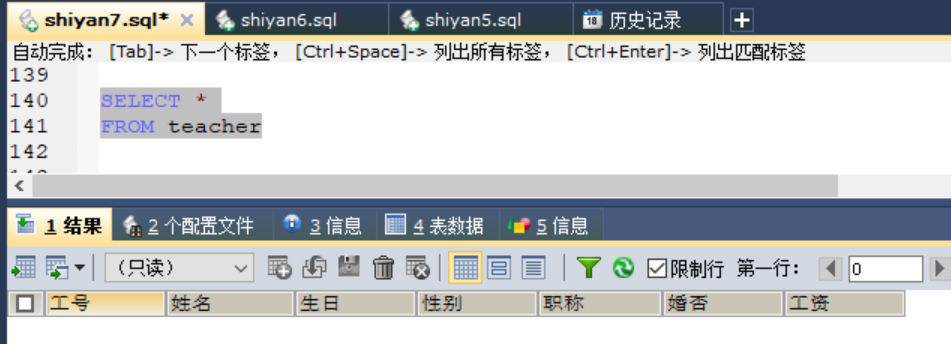 shiyan7.sql* × shiyan6.sql shiyan5.sql 18 历史记录 +
自动完成: [Tab]-> 下一个标签， [Ctrl+Space]-> 列出所有标签， [Ctrl+Enter]-> 列出匹配标签
139
140 SELECT *
141 FROM teacher
142
1 结果 2 个配置文件 3 信息 4 表数据 5 信息
（只读） 限制行 第一行: 0
工号 姓名 生日 性别 职称 婚否 工资